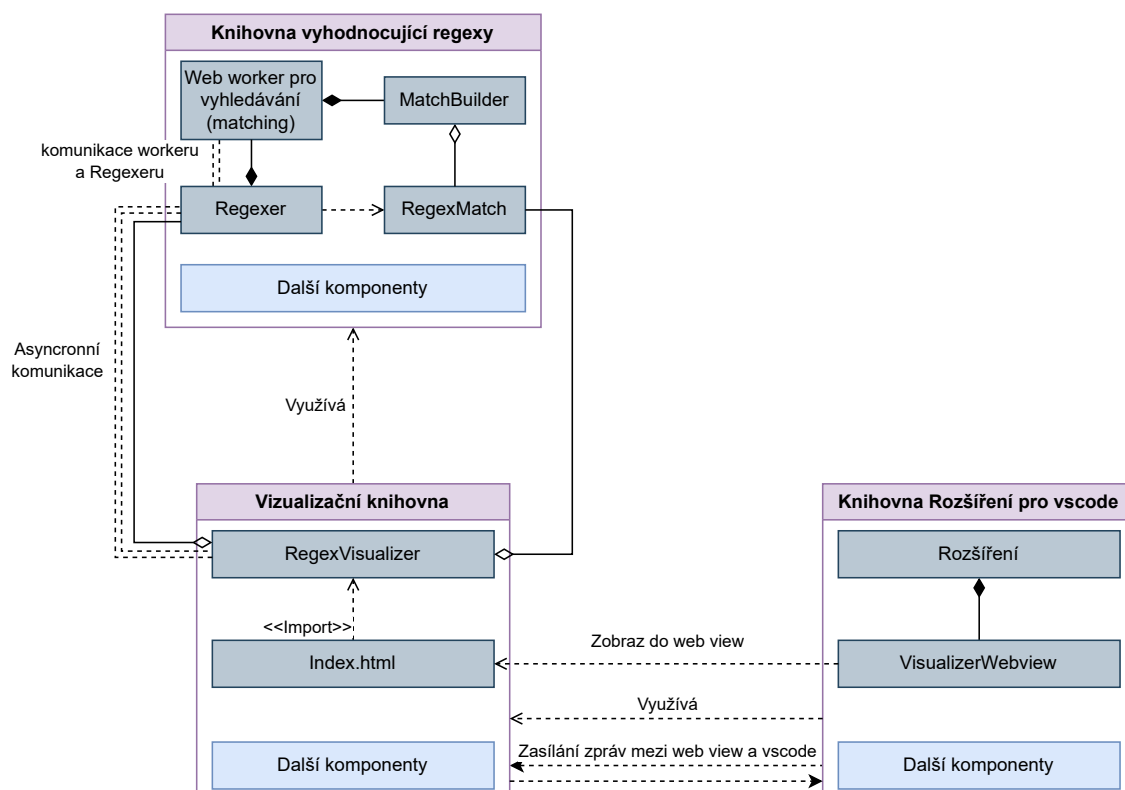 Knihovna vyhodnocující regexy
Web worker pro
vyhledávání
(matching)
MatchBuilder
komunikace workeru
a Regexeru
Regexer
RegexMatch
Další komponenty
Asyncronní
komunikace
Využívá
Vizualizační knihovna
Knihovna Rozšíření pro vscode
RegexVisualizer
Rozšíření
<<Import>>
Zobraz do web view
Index.html
VisualizerWebview
Využívá
Zasílání zpráv mezi web view a vscode
Další komponenty
Další komponenty